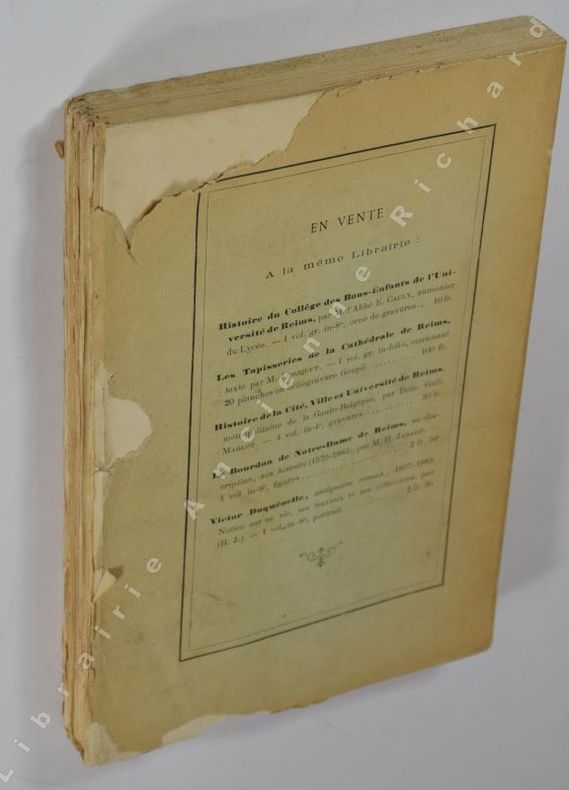 EN VENTE
A la même Librairie :
Histoire du Collège des Bons-Enfants de l'Uni-
versité de Reims, par M. l'Abbé E. CAULY, aumonier
du Lycée. — 1 vol. gr. in-8°, orné de gravures.. 10 fr.
Les Tapisseries de la Cathédrale de Reims,
texte par M. — 1 vol. gr. in-folio, contenant
20 planches en héliogravure Goupil .......... 100 fr.
Histoire de la Cité, Ville et Université de Reims,
métropolitaine de la Gaule-Belgique, par Dom. Guil.
MARLOT. — 4 vol. in-4°, gravures........... 30 fr.
Le Bourdon de Notre-Dame de Reims, sa des-
cription, son histoire (1570-1883), par M. H. JADART. —
1 vol. in-8°, figures .......... 2 fr. 50
Victor Duquénelle, antiquaire rémois, 1807-1883.
Notice sur sa vie, ses travaux et ses collections, par
(H. J.). — 1 vol. in-8°, portrait .......... 2 fr. 50
Librairie Ancienne Richard